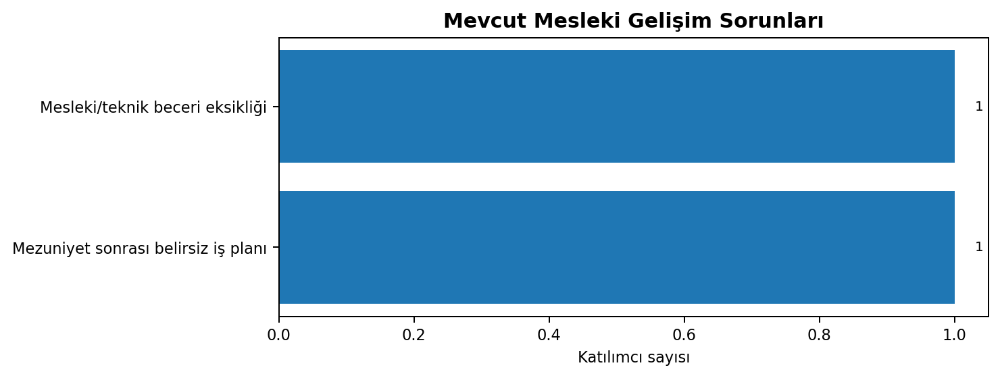 Mevcut Mesleki Gelişim Sorunları
Mesleki/teknik beceri eksikliği
1
Mezuniyet sonrası belirsiz iş planı
1
0.0 0.2 0.4 0.6 0.8 1.0
Katılımcı sayısı